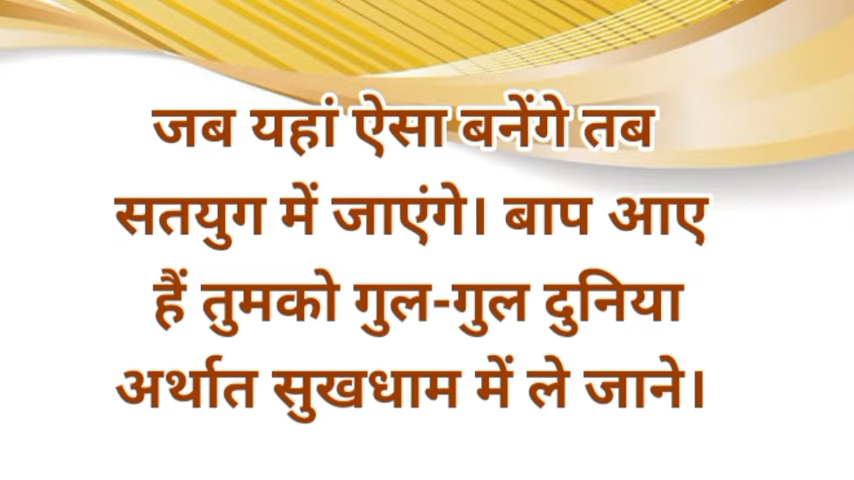 जब यहां ऐसा बनेंगे तब
सतयुग में जाएंगे। बाप आए
हैं तुमको गुल-गुल दुनिया
अर्थात सुखधाम में ले जाने।